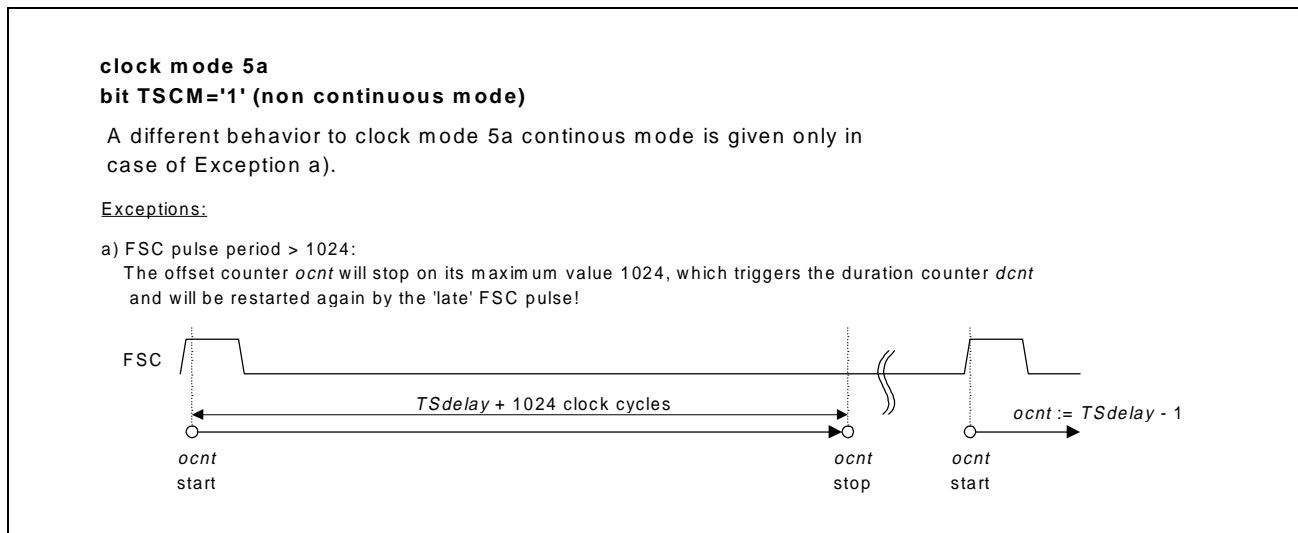 clock mode 5a
bit TSCM='1' (non continuous mode)
A different behavior to clock mode 5a continous mode is given only in
case of Exception a).
Exceptions:
a) FSC pulse period > 1024:
The offset counter ocnt will stop on its maximum value 1024, which triggers the duration counter dcnt
and will be restarted again by the 'late' FSC pulse!
FSC
TSdelay + 1024 clock cycles
ocnt := TSdelay - 1
ocnt ocnt ocnt
start stop start